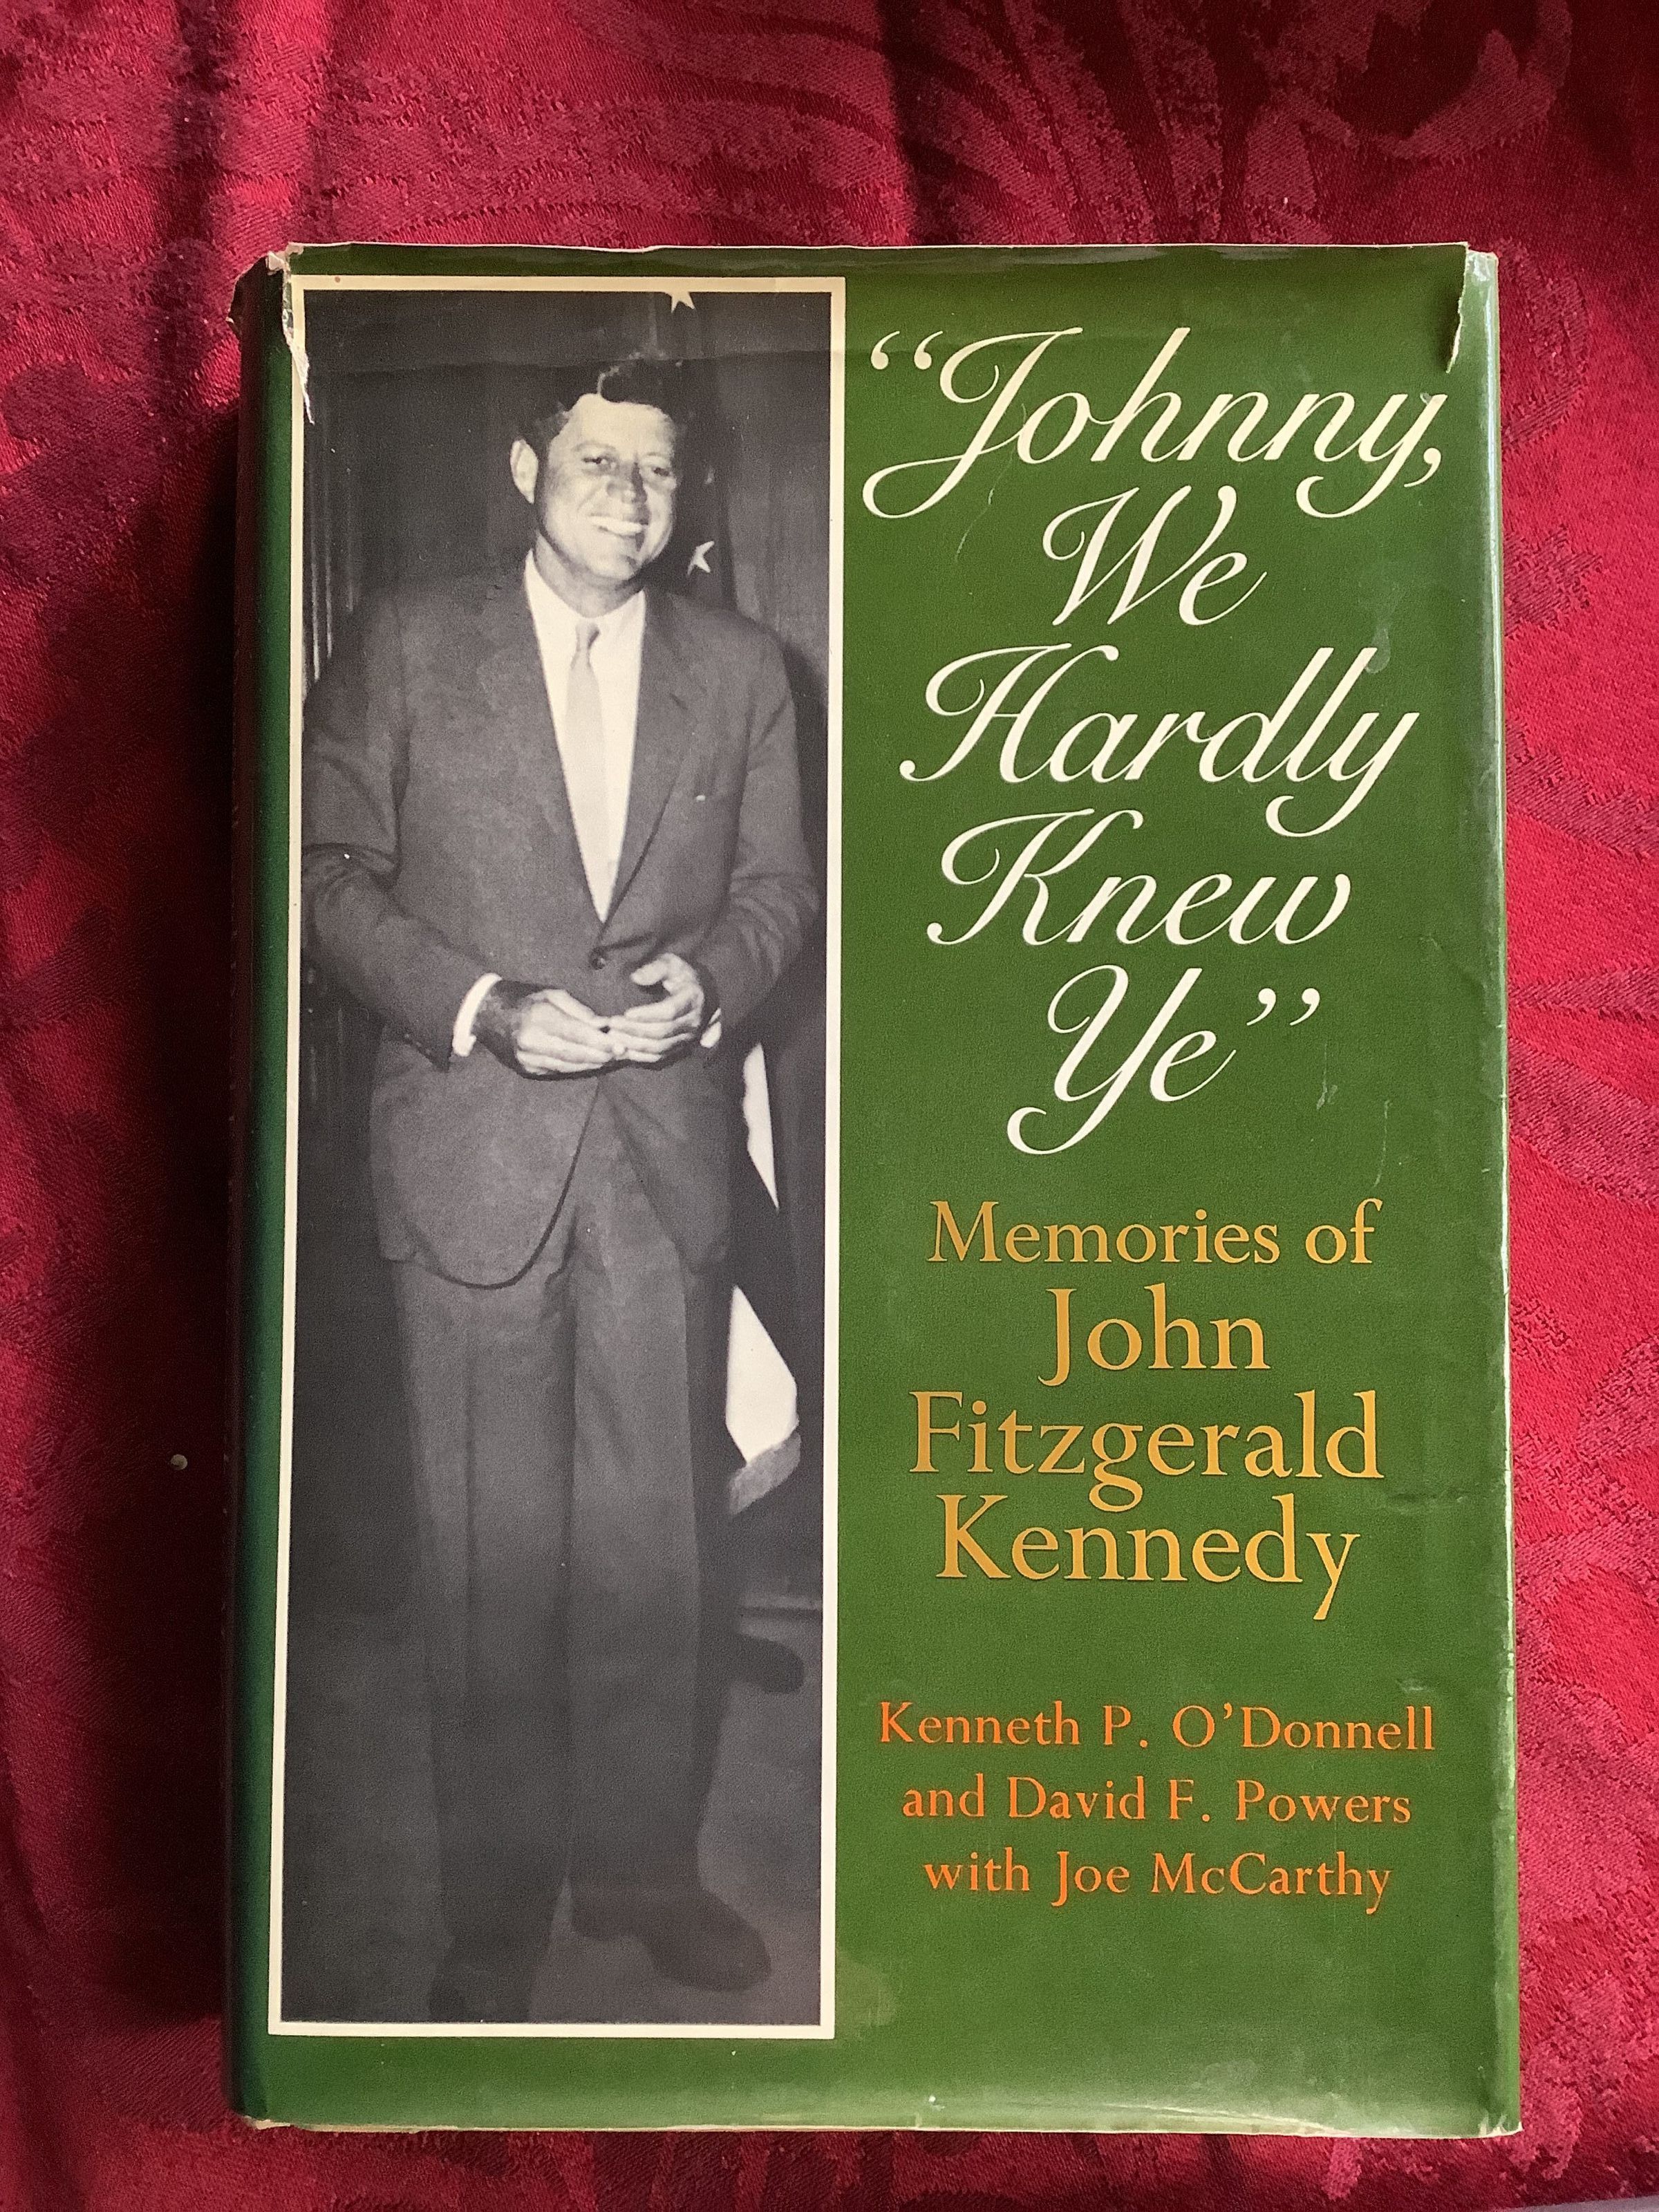 “Johnny,
We
Hardly
Knew
Ye”
Memories of
John
Fitzgerald
Kennedy
Kenneth P. O’Donnell
and David F. Powers
with Joe McCarthy